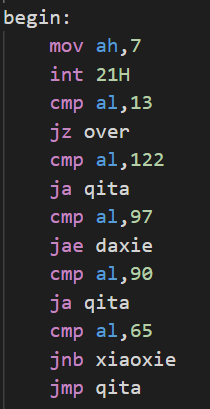 begin:
mov ah,7
int 21H
cmp al,13
jz over
cmp al,122
ja qita
cmp al,97
jae daxie
cmp al,90
ja qita
cmp al,65
jnb xiaoxie
jmp qita